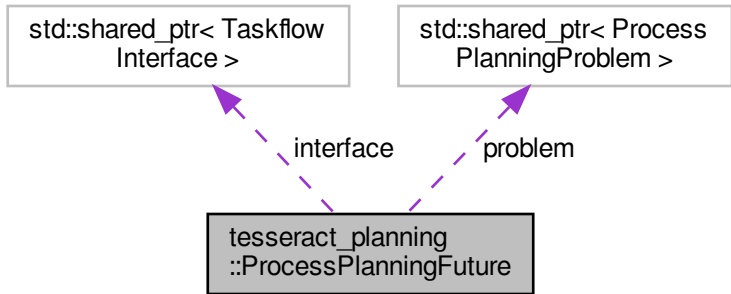 std::shared_ptr< Taskflow
Interface >
std::shared_ptr< Process
PlanningProblem >
interface
problem
tesseract_planning
::ProcessPlanningFuture